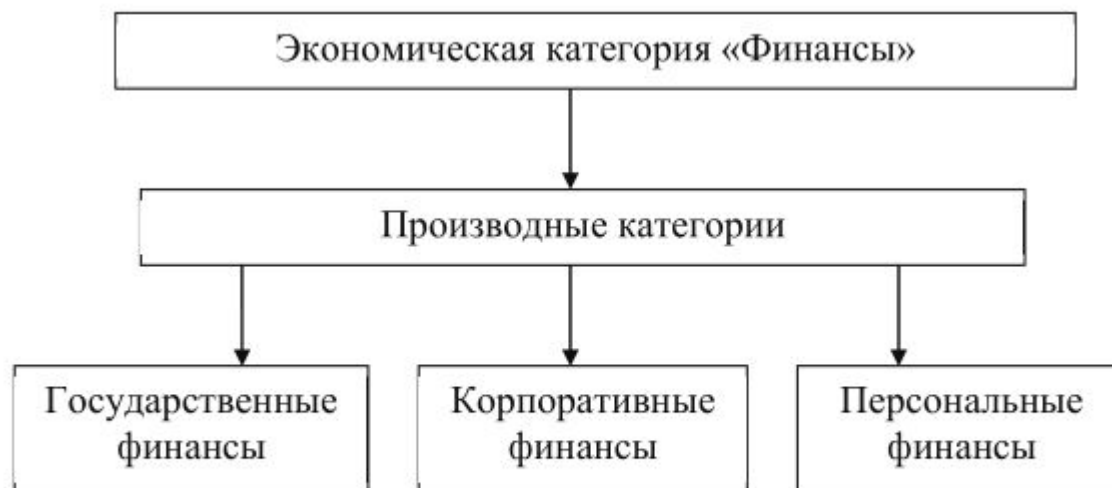 Экономическая категория «Финансы»
Производные категории
Государственные
финансы
Корпоративные
финансы
Персональные
финансы